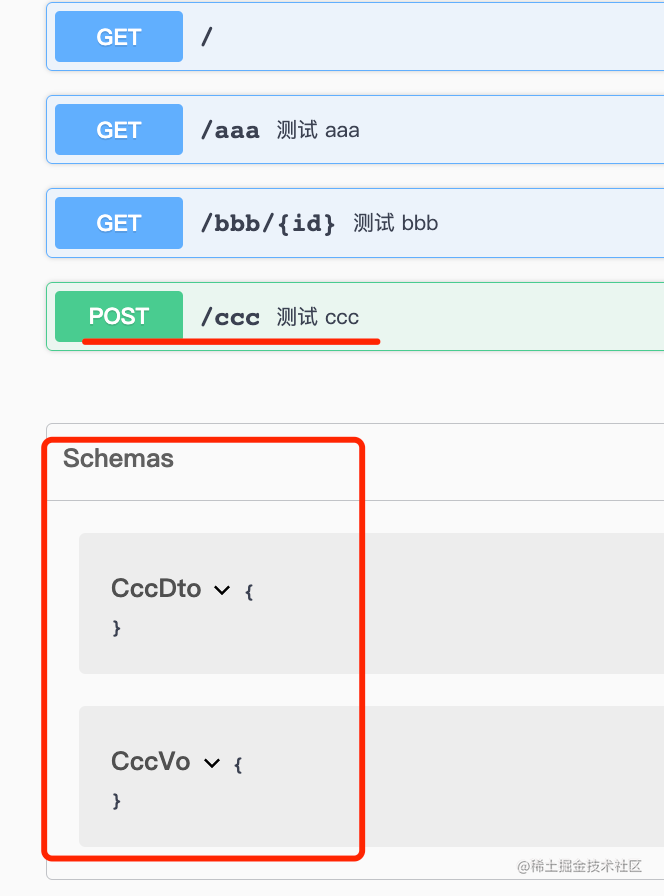 GET /
GET /aaa 测试 aaa
GET /bbb/{id} 测试 bbb
POST /ccc 测试 ccc
Schemas
CccDto {
}
CccVo {
}
@稀土掘金技术社区